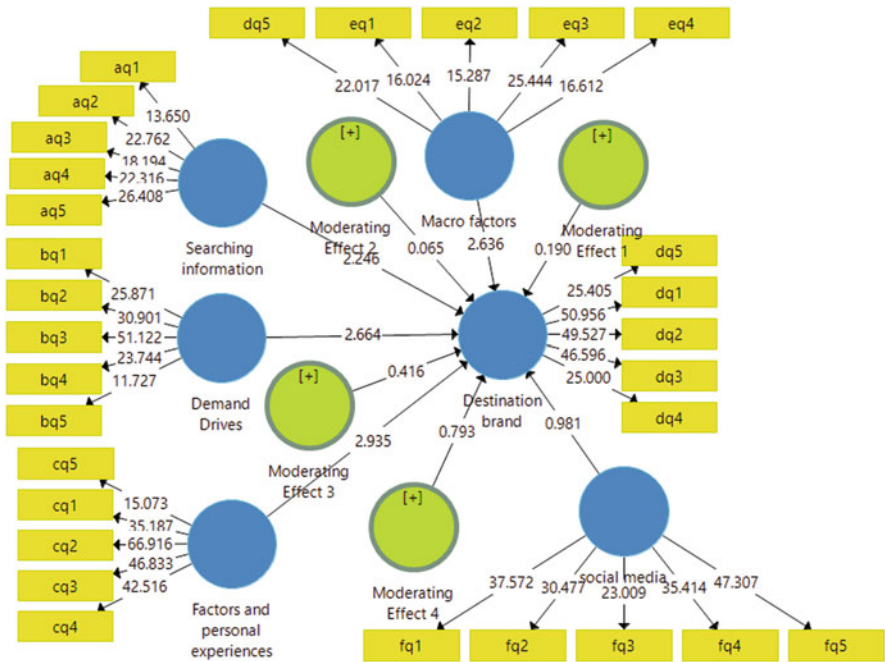 dq5 eq1 eq2 eq3 eq4
22.017 16.024 15.287 25.444 16.612
aq1
aq2
aq3
aq4
aq5
13.650
22.762
18.194
22.316
26.408
Searching
information
[+]
Moderating
Effect 2
Macro factors
[+]
Moderating
Effect 1
2.246
0.065
2.636
0.190
bq1
bq2
bq3
bq4
bq5
25.871
30.901
51.122
23.744
11.727
Demand
Drives
2.664
[+]
Moderating
Effect 3
0.416
2.935
Destination
brand
25.405
50.956
49.527
46.596
25.000
dq5
dq1
dq2
dq3
dq4
0.793
0.981
cq5
cq1
cq2
cq3
cq4
15.073
35.187
66.916
46.833
42.516
Factors and
personal
experiences
[+]
Moderating
Effect 4
social media
37.572 30.477 23.009 35.414 47.307
fq1 fq2 fq3 fq4 fq5